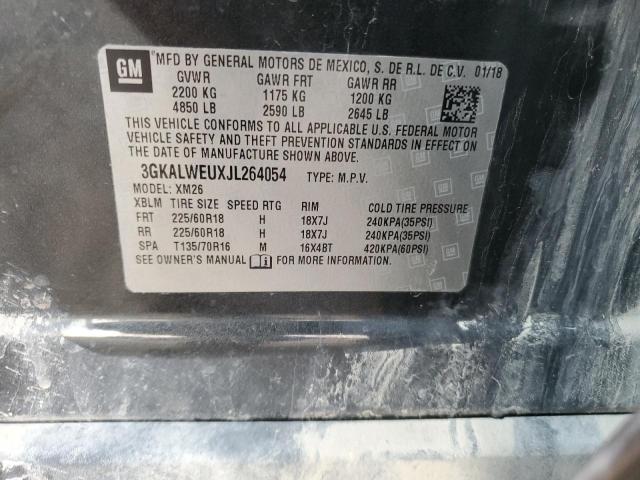 GM
MFD BY GENERAL MOTORS DE MEXICO, S. DE R.L. DE C.V. 01/18
GVWR GAWR FRT GAWR RR
2200 KG 1175 KG 1200 KG
4850 LB 2590 LB 2645 LB
THIS VEHICLE CONFORMS TO ALL APPLICABLE U.S. FEDERAL MOTOR
VEHICLE SAFETY AND THEFT PREVENTION STANDARDS IN EFFECT ON
THE DATE OF MANUFACTURE SHOWN ABOVE.
3GKALWEUXJL264054 TYPE: M.P.V.
MODEL: XM26
XBLM TIRE SIZE SPEED RTG RIM COLD TIRE PRESSURE
FRT 225/60R18 H 18X7J 240KPA(35PSI)
RR 225/60R18 H 18X7J 240KPA(35PSI)
SPA T135/70R16 M 16X4BT 420KPA(60PSI)
SEE OWNER'S MANUAL FOR MORE INFORMATION.